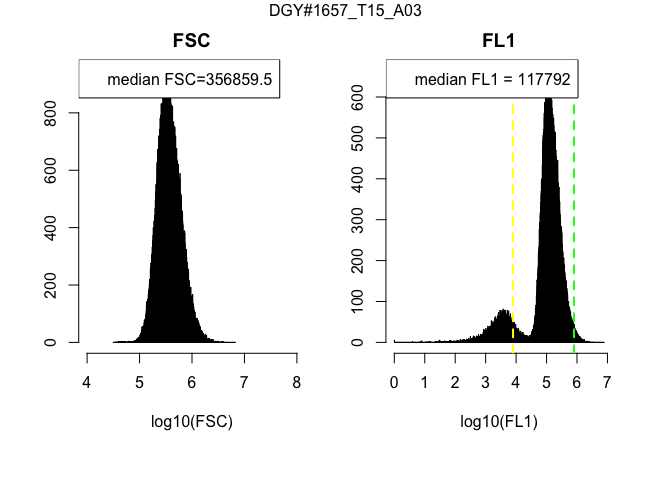 DGY#1657_T15_A03
FSC
median FSC=356859.5
0
200
400
600
800
4 5 6 7 8
log10(FSC)
FL1
median FL1 = 117792
0
100
200
300
400
500
600
0 1 2 3 4 5 6 7
log10(FL1)